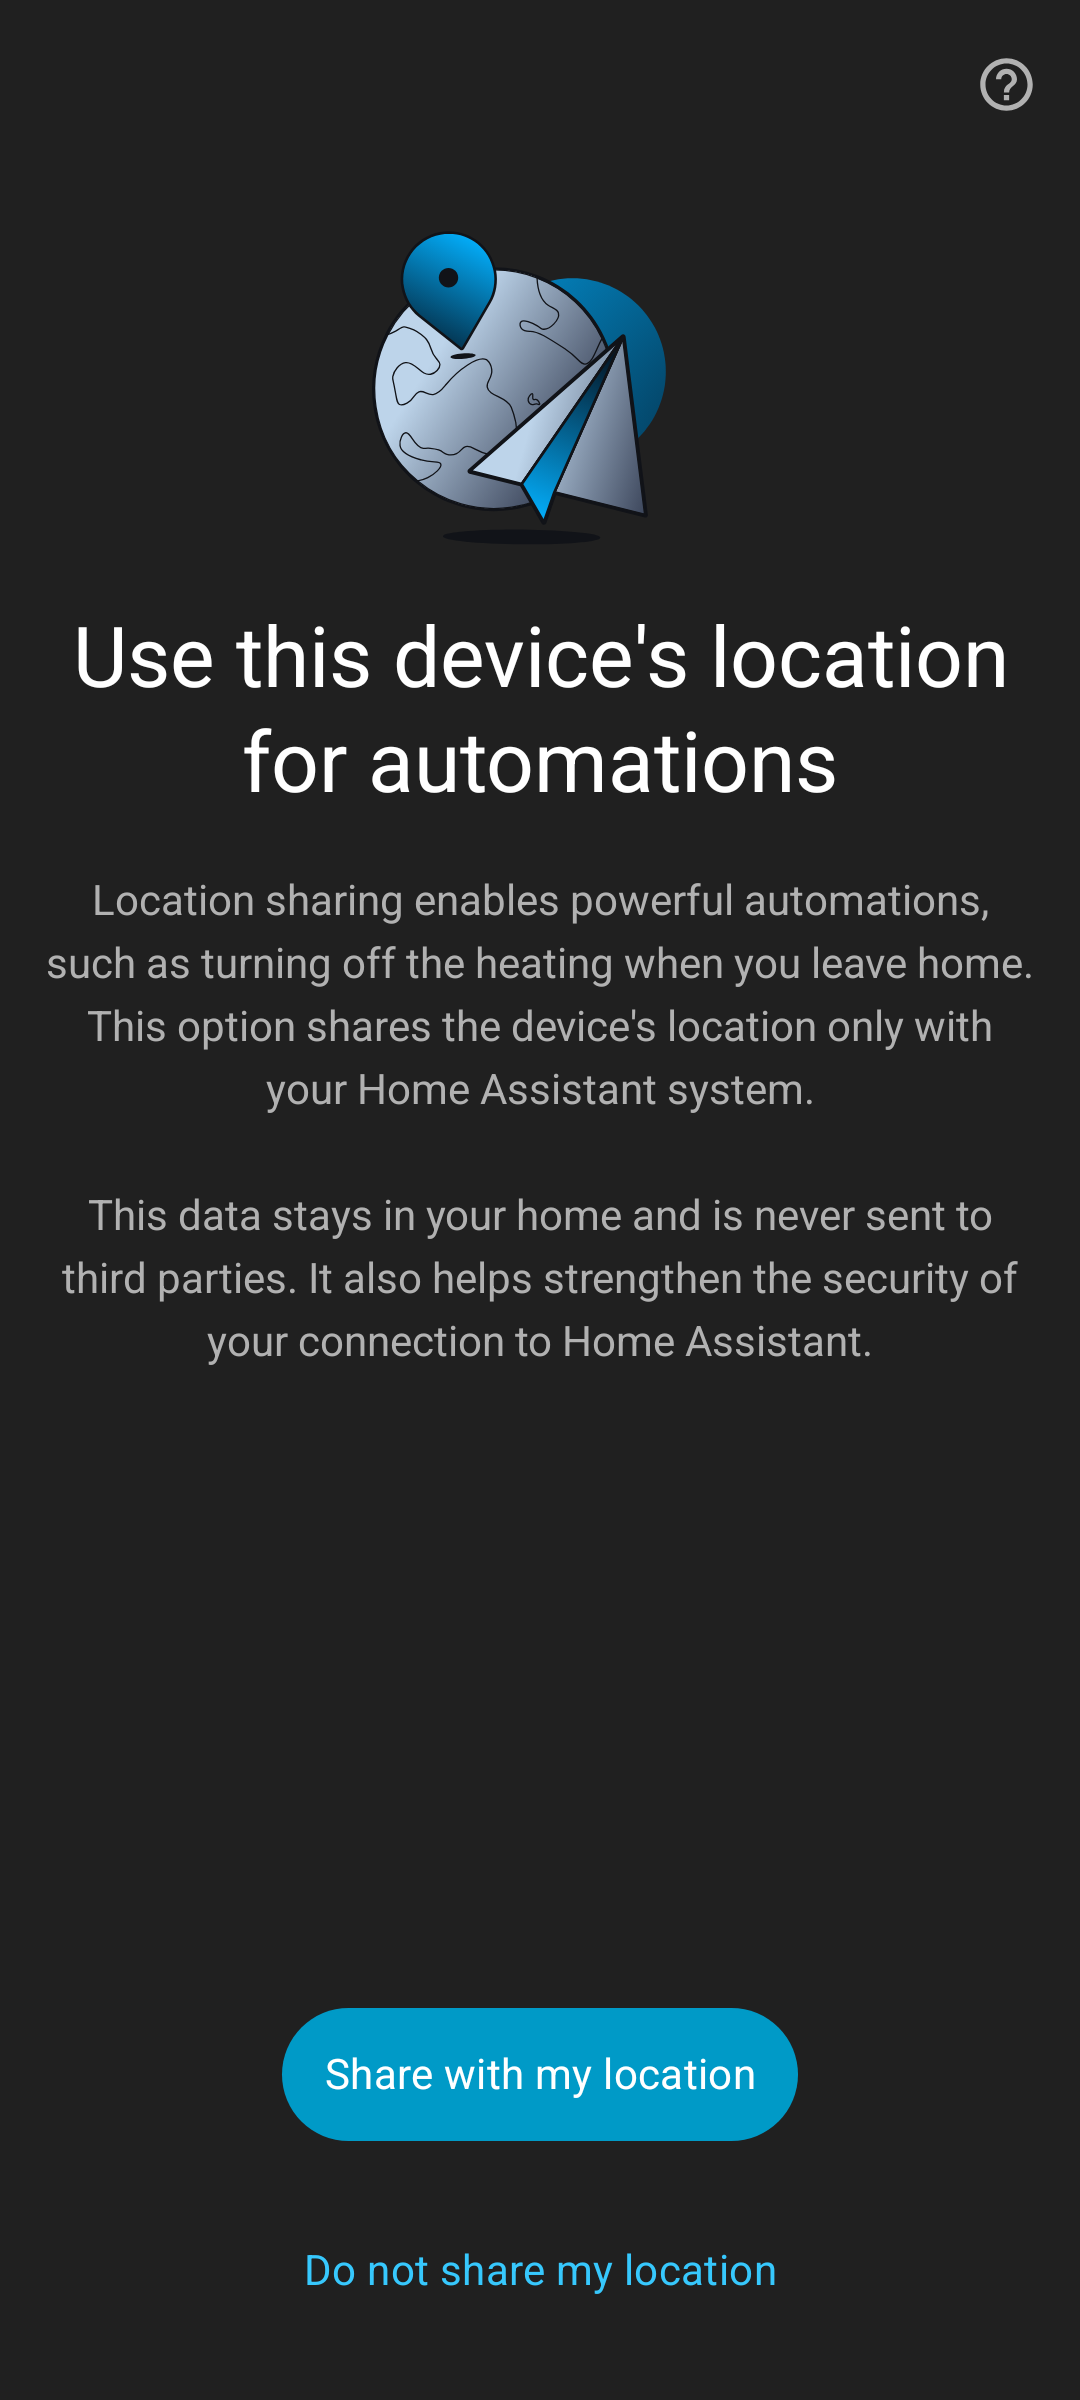 Use this device's location
for automations
Location sharing enables powerful automations,
such as turning off the heating when you leave home.
This option shares the device's location only with
your Home Assistant system.
This data stays in your home and is never sent to
third parties. It also helps strengthen the security of
your connection to Home Assistant.
Share with my location
Do not share my location